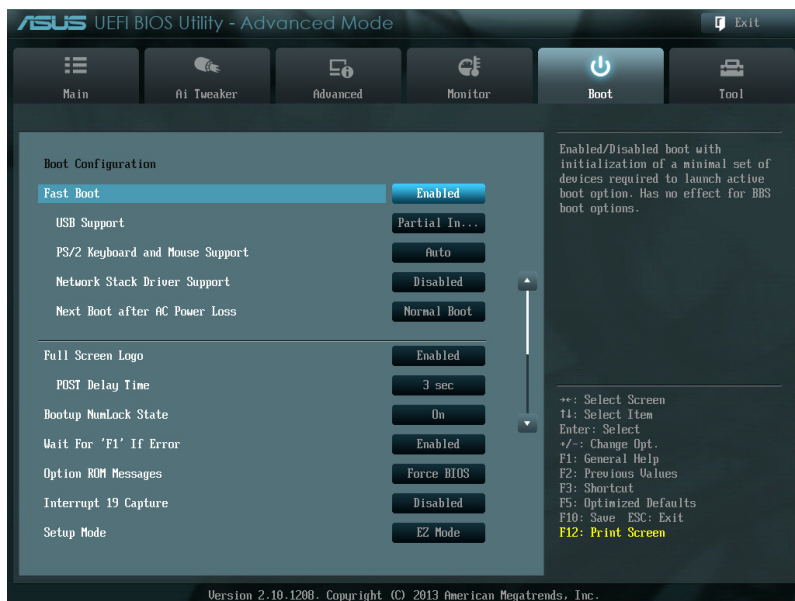 ASUS UEFI BIOS Utility - Advanced Mode
Exit
Main
Ai Tweaker
Advanced
Monitor
Boot
Tool
Boot Configuration
Fast Boot Enabled
USB Support Partial In...
PS/2 Keyboard and Mouse Support Auto
Network Stack Driver Support Disabled
Next Boot after AC Power Loss Normal Boot
Full Screen Logo Enabled
POST Delay Time 3 sec
Bootup NumLock State On
Wait For 'F1' If Error Enabled
Option ROM Messages Force BIOS
Interrupt 19 Capture Disabled
Setup Mode EZ Mode
Enabled/Disabled boot with
initialization of a minimal set of
devices required to launch active
boot option. Has no effect for BBS
boot options.
→←: Select Screen
↑↓: Select Item
Enter: Select
+/-: Change Opt.
F1: General Help
F2: Previous Values
F3: Shortcut
F5: Optimized Defaults
F10: Save ESC: Exit
F12: Print Screen
Version 2.10.1208. Copyright (C) 2013 American Megatrends, Inc.